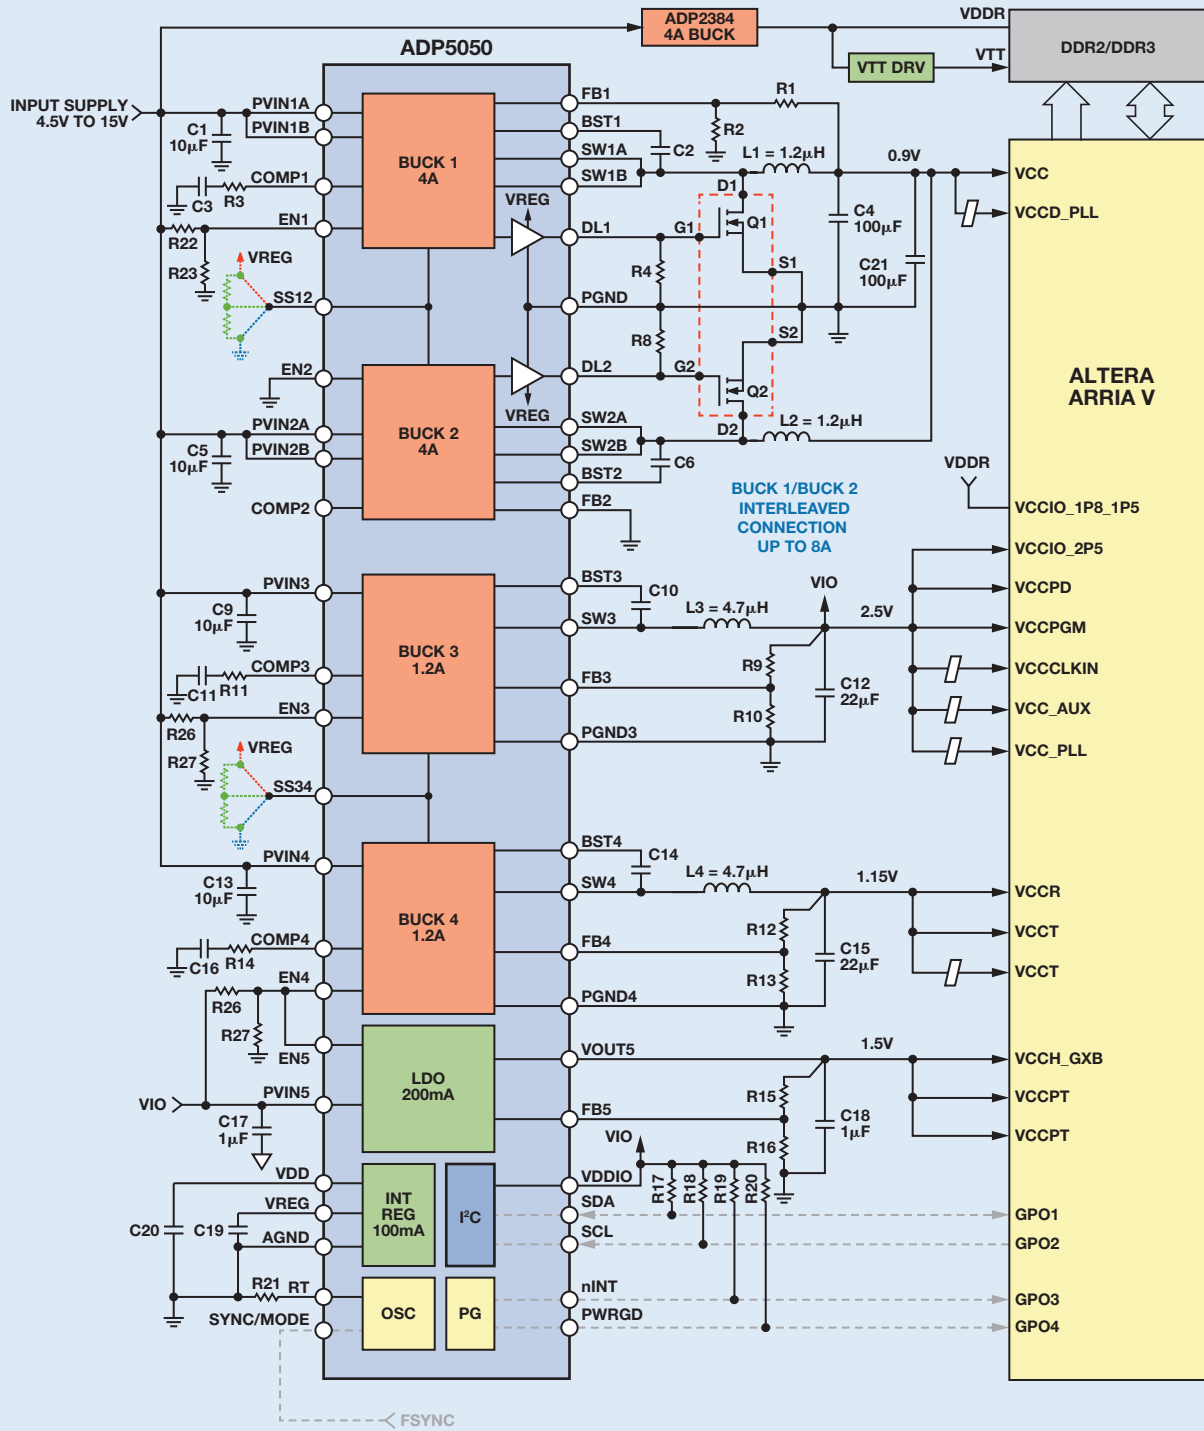 ADP2384
4A BUCK
VDDR
VTT DRV
VTT
DDR2/DDR3
ADP5050
INPUT SUPPLY
4.5V TO 15V
PVIN1A
PVIN1B
C1
10µF
COMP1
C3
R3
EN1
R22
R23
VREG
SS12
EN2
PVIN2A
PVIN2B
C5
10µF
COMP2
BUCK 1
4A
VREG
BUCK 2
4A
VREG
FB1
BST1
SW1A
SW1B
DL1
PGND
DL2
SW2A
SW2B
BST2
FB2
R1
R2
C2
L1 = 1.2µH
0.9V
D1
G1
Q1
S1
R4
R8
S2
G2
Q2
D2
L2 = 1.2µH
C6
C4
100µF
C21
100µF
BUCK 1/BUCK 2
INTERLEAVED
CONNECTION
UP TO 8A
VCC
VCCD_PLL
ALTERA
ARRIA V
VDDR
VCCIO_1P8_1P5
VCCIO_2P5
VCCPD
VCCPGM
VCCCLKIN
VCC_AUX
VCC_PLL
PVIN3
C9
10µF
COMP3
C11
R11
EN3
R26
R27
VREG
SS34
PVIN4
C13
10µF
COMP4
C16
R14
EN4
R26
R27
EN5
BUCK 3
1.2A
BST3
C10
SW3
L3 = 4.7µH
VIO
2.5V
R9
FB3
R10
C12
22µF
PGND3
BUCK 4
1.2A
BST4
C14
SW4
L4 = 4.7µH
1.15V
R12
FB4
R13
C15
22µF
PGND4
VCCR
VCCT
VCCT
LDO
200mA
VIO
PVIN5
C17
1µF
VOUT5
1.5V
R15
FB5
R16
C18
1µF
VCCH_GXB
VCCPT
VCCPT
VDD
VREG
AGND
C20
C19
R21
RT
SYNC/MODE
INT
REG
100mA
I²C
OSC
PG
VIO
VDDIO
SDA
SCL
R17
R18
R19
R20
nINT
PWRGD
GPO1
GPO2
GPO3
GPO4
FSYNC